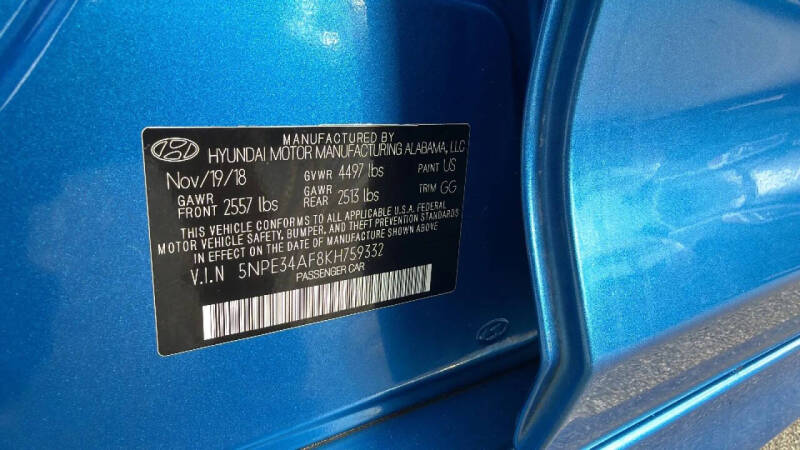 MANUFACTURED BY
HYUNDAI MOTOR MANUFACTURING ALABAMA, LLC
Nov/19/18 GVWR 4497 lbs PAINT US
GAWR FRONT 2557 lbs GAWR REAR 2513 lbs TRIM GG
THIS VEHICLE CONFORMS TO ALL APPLICABLE U.S.A. FEDERAL
MOTOR VEHICLE SAFETY, BUMPER, AND THEFT PREVENTION STANDARDS
IN EFFECT ON THE DATE OF MANUFACTURE SHOWN ABOVE.
V.I.N 5NPE34AF8KH759332
PASSENGER CAR